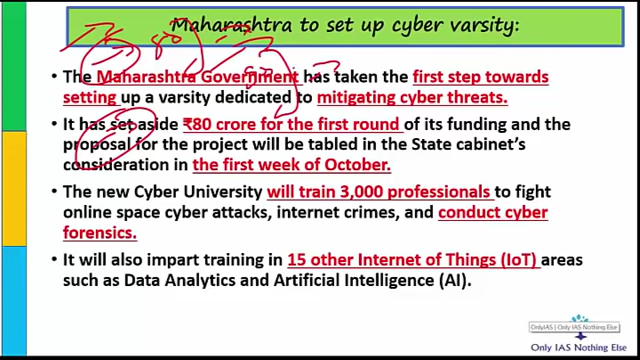 Maharashtra to set up cyber varsity:
• The Maharashtra Government has taken the first step towards
setting up a varsity dedicated to mitigating cyber threats.
• It has set aside ₹80 crore for the first round of its funding and the
proposal for the project will be tabled in the State cabinet's
consideration in the first week of October.
• The new Cyber University will train 3,000 professionals to fight
online space cyber attacks, internet crimes, and conduct cyber
forensics.
• It will also impart training in 15 other Internet of Things (IoT) areas
such as Data Analytics and Artificial Intelligence (AI).
OnlyIAS | Only IAS Nothing Else
Only IAS Nothing Else